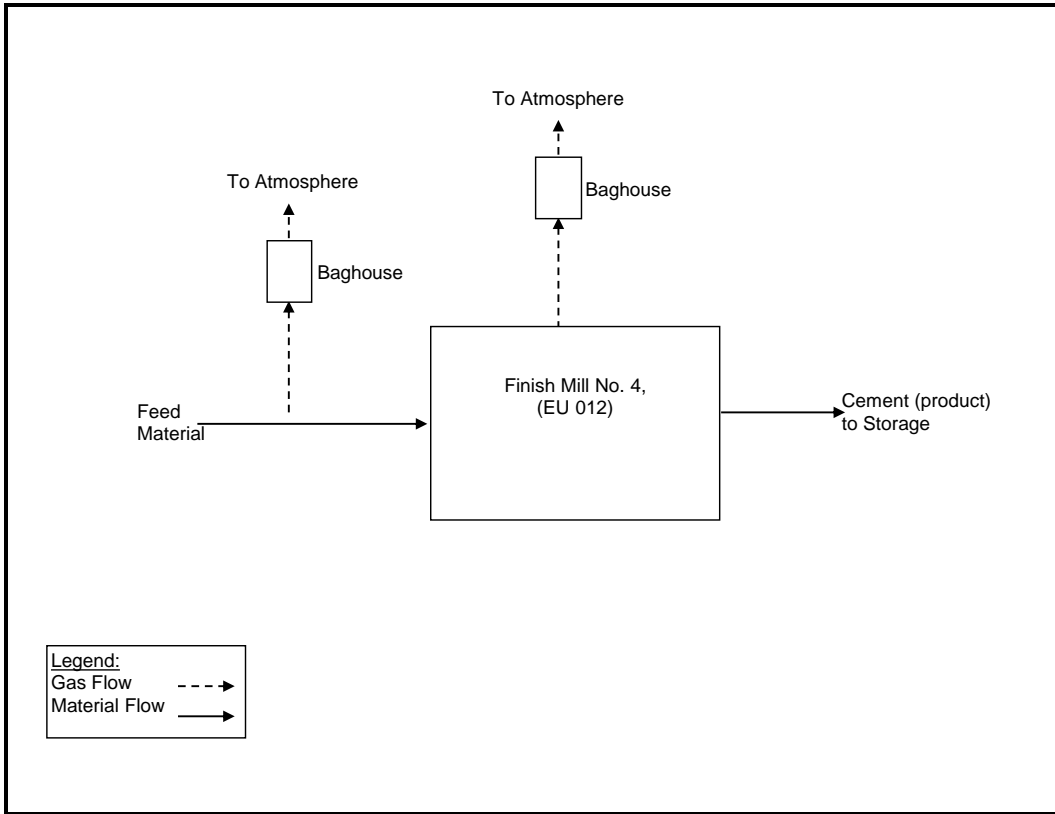 To Atmosphere
Baghouse
To Atmosphere
Baghouse
Feed
Material
Finish Mill No. 4,
(EU 012)
Cement (product)
to Storage
Legend:
Gas Flow
Material Flow